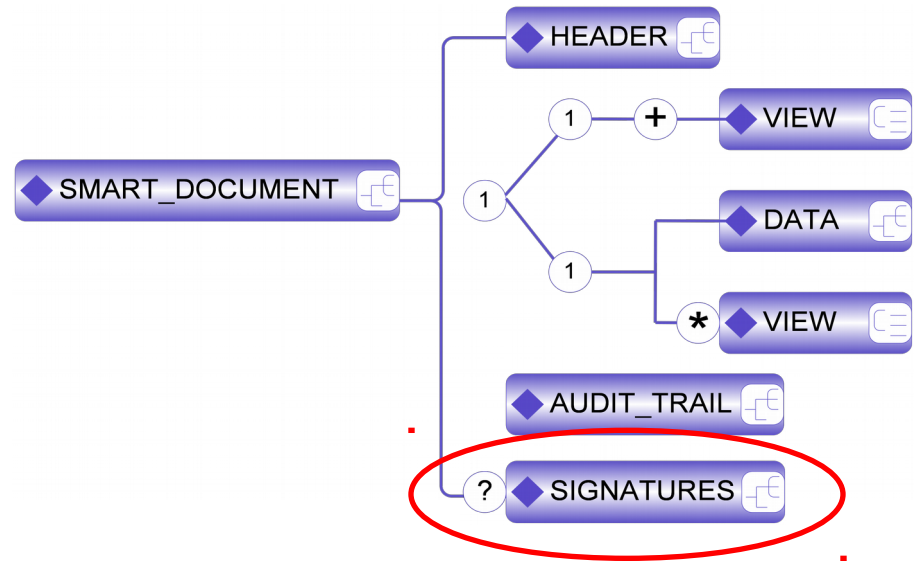 HEADER
1
+
VIEW
SMART_DOCUMENT
1
DATA
1
*
VIEW
AUDIT_TRAIL
?
SIGNATURES